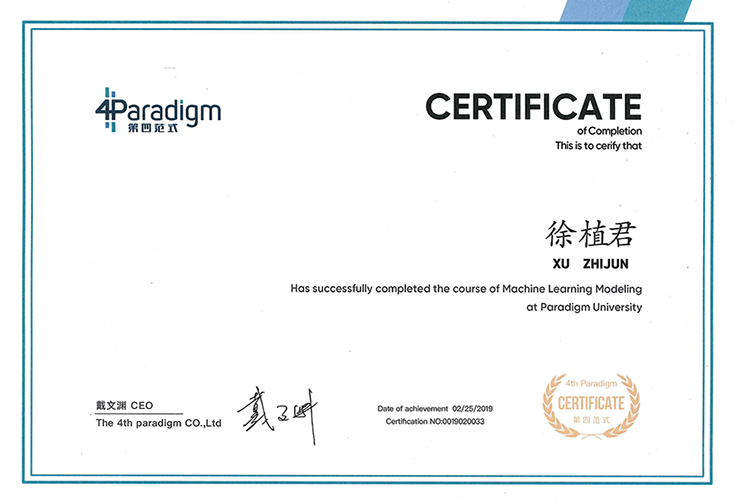 4Paradigm
第四范式
CERTIFICATE
of Completion
This is to cerify that
徐植君
XU ZHIJUN
Has successfully completed the course of Machine Learning Modeling
at Paradigm University
戴文渊 CEO
The 4th paradigm CO.,Ltd
戴文渊
Date of achievement 02/25/2019
Certification NO:0019020033
4th Paradigm
CERTIFICATE
第四范式